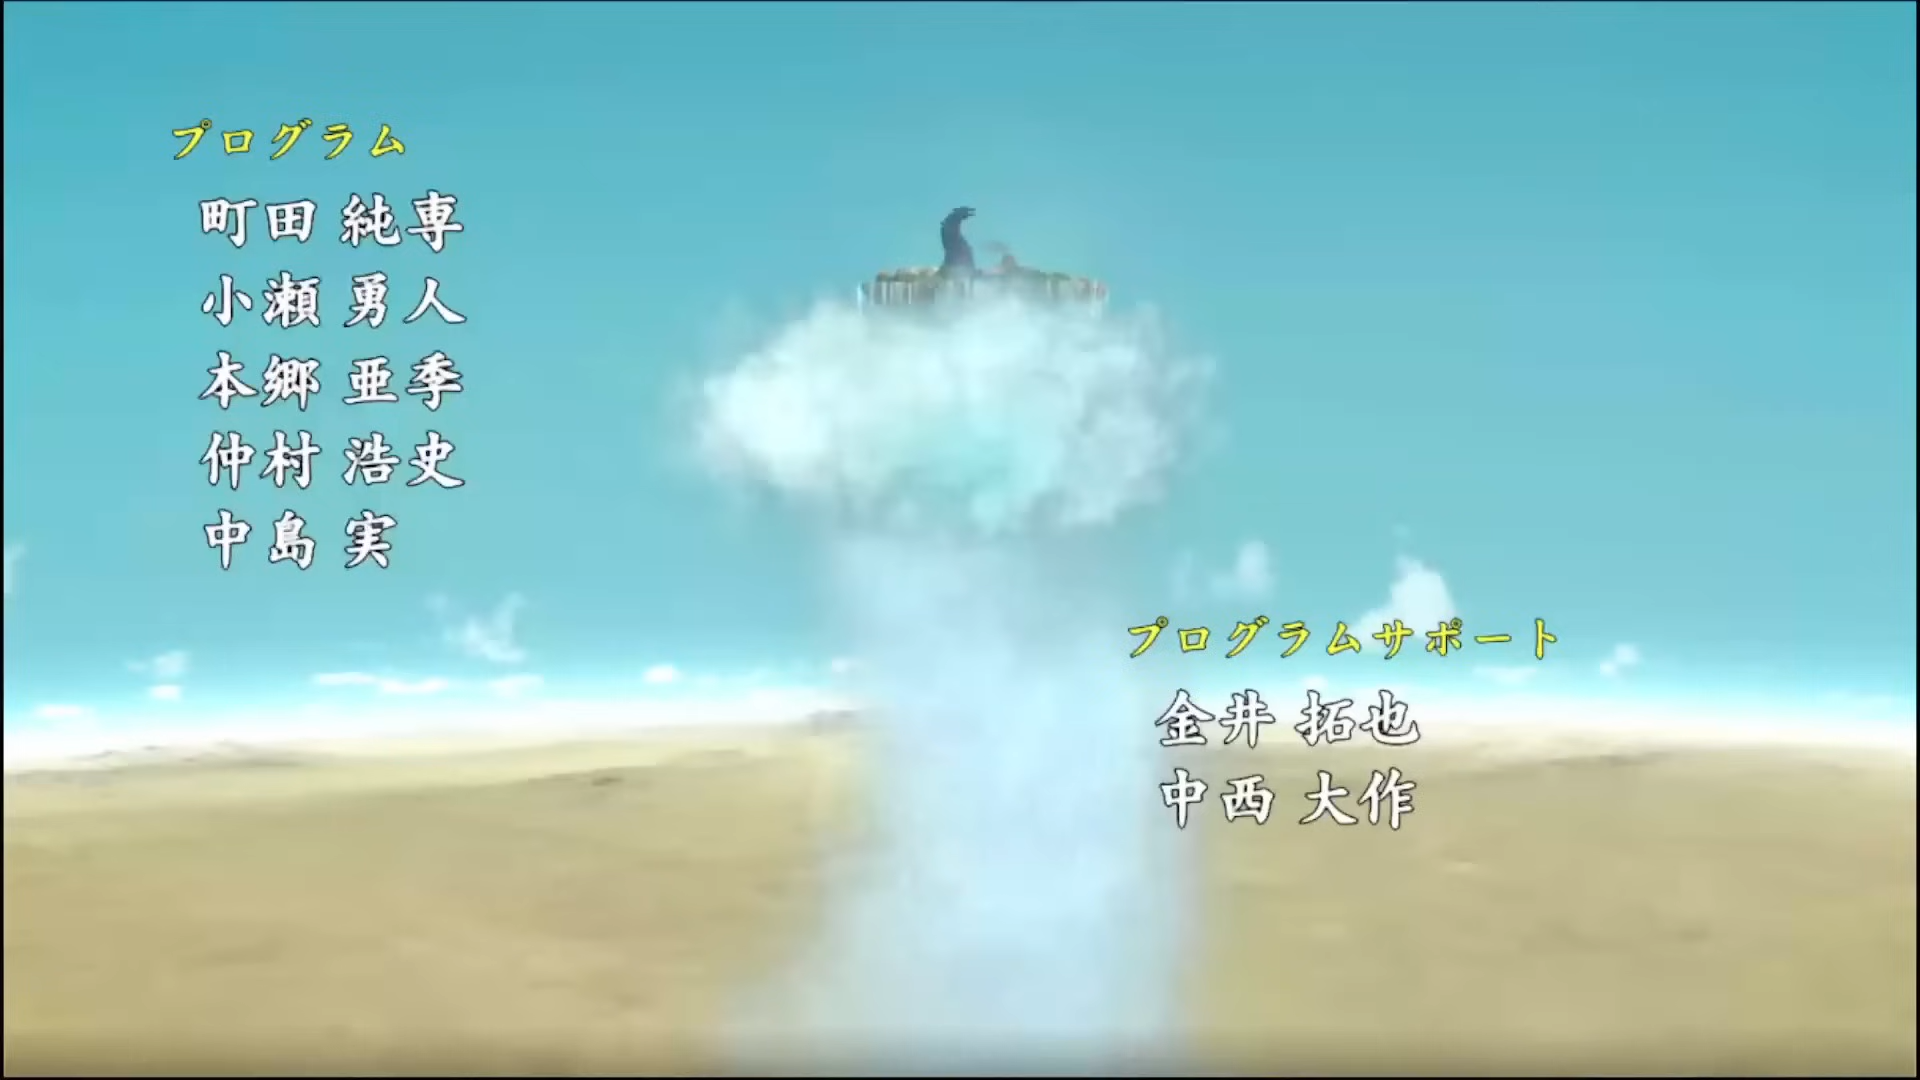 プログラム
町田 純専
小瀬 勇人
本郷 亜季
仲村 浩史
中島 実
プログラムサポート
金井 拓也
中西 大作